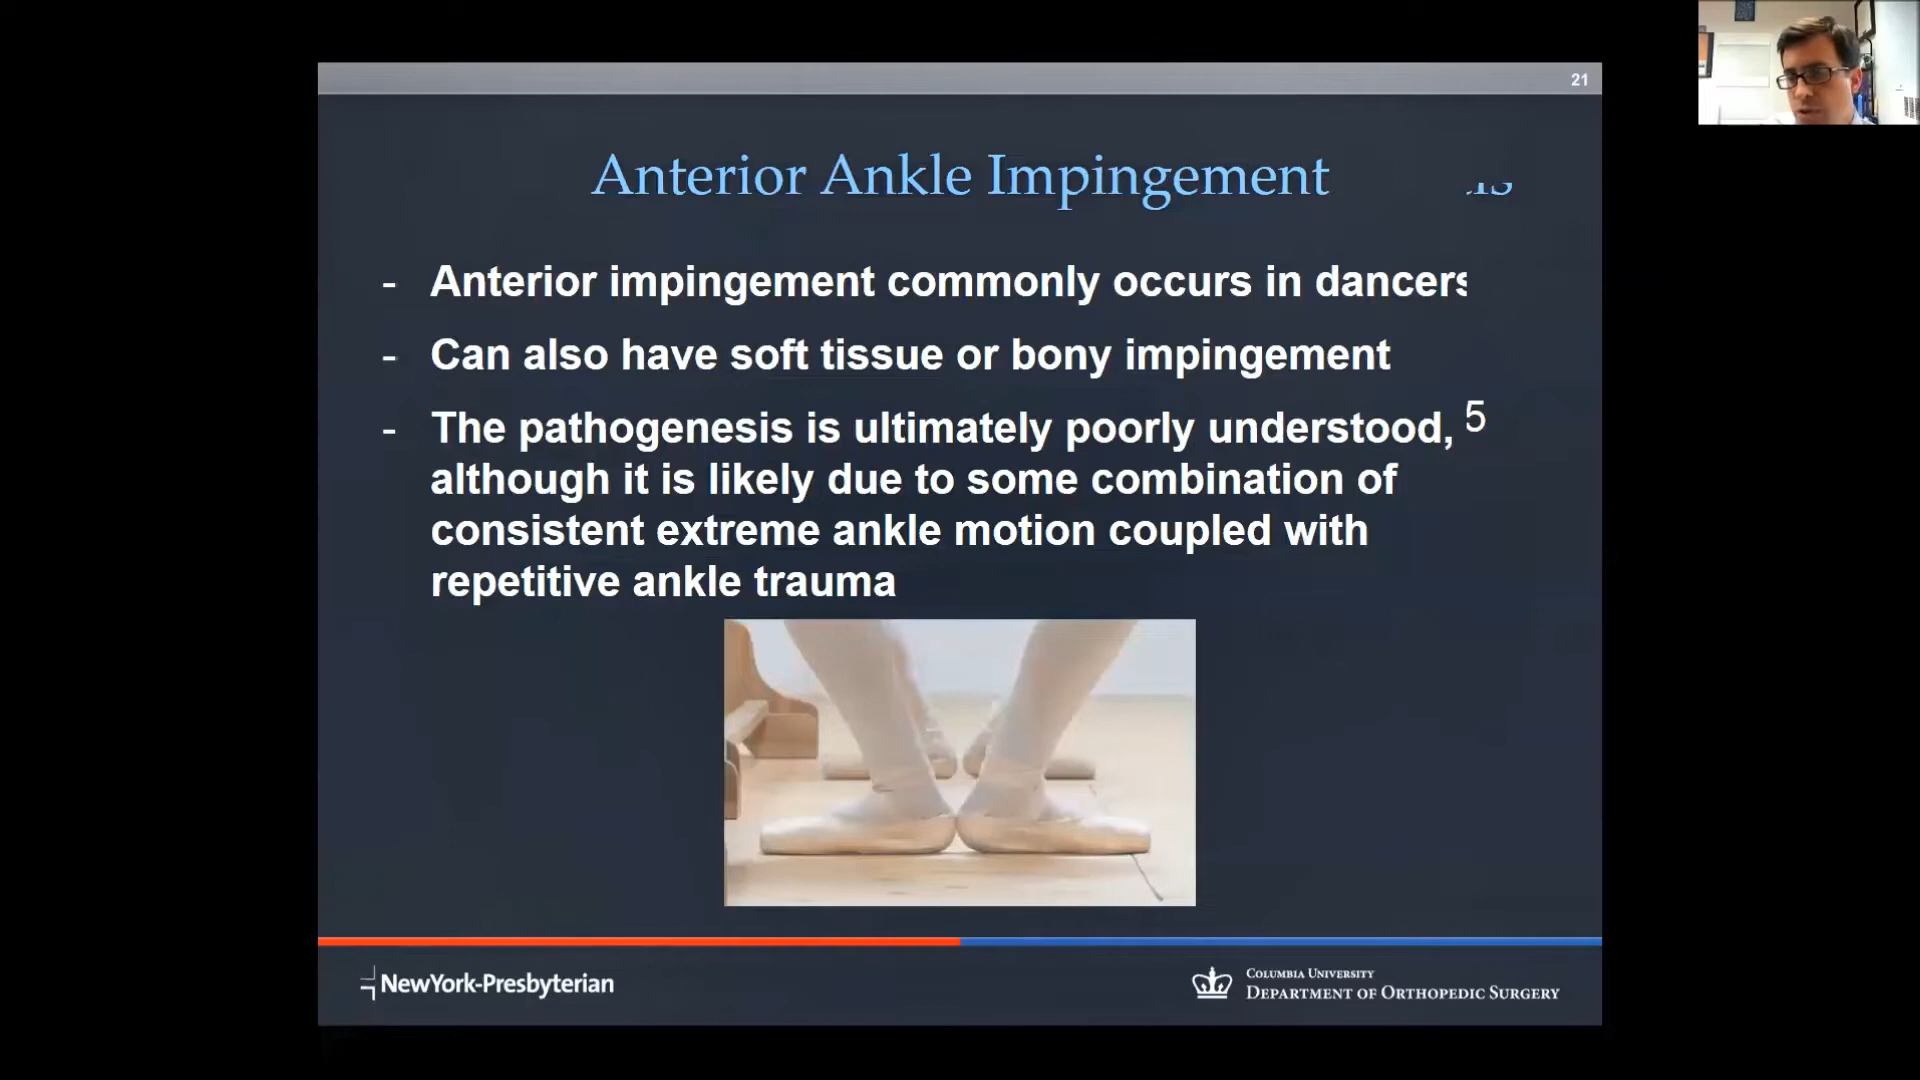 21
Anterior Ankle Impingement
- Anterior impingement commonly occurs in dancers
- Can also have soft tissue or bony impingement
- The pathogenesis is ultimately poorly understood, 5
although it is likely due to some combination of
consistent extreme ankle motion coupled with
repetitive ankle trauma
NewYork-Presbyterian
COLUMBIA UNIVERSITY
DEPARTMENT OF ORTHOPEDIC SURGERY